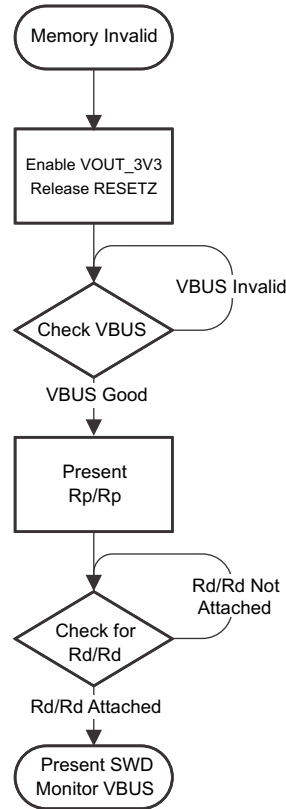 Memory Invalid
Enable VOUT_3V3
Release RESETZ
VBUS Invalid
Check VBUS
VBUS Good
Present
Rp/Rp
Rd/Rd Not
Attached
Check for
Rd/Rd
Rd/Rd Attached
Present SWD
Monitor VBUS